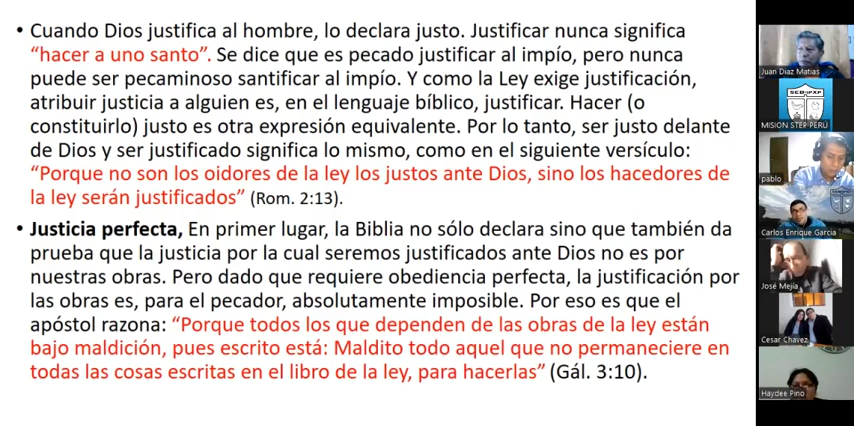 • Cuando Dios justifica al hombre, lo declara justo. Justificar nunca significa
“hacer a uno santo”. Se dice que es pecado justificar al impío, pero nunca
puede ser pecaminoso santificar al impío. Y como la Ley exige justificación,
atribuir justicia a alguien es, en el lenguaje bíblico, justificar. Hacer (o
constituirlo) justo es otra expresión equivalente. Por lo tanto, ser justo delante
de Dios y ser justificado significa lo mismo, como en el siguiente versículo:
“Porque no son los oidores de la ley los justos ante Dios, sino los hacedores de
la ley serán justificados” (Rom. 2:13).
• Justicia perfecta, En primer lugar, la Biblia no sólo declara sino que también da
prueba que la justicia por la cual seremos justificados ante Dios no es por
nuestras obras. Pero dado que requiere obediencia perfecta, la justificación por
las obras es, para el pecador, absolutamente imposible. Por eso es que el
apóstol razona: “Porque todos los que dependen de las obras de la ley están
bajo maldición, pues escrito está: Maldito todo aquel que no permaneciere en
todas las cosas escritas en el libro de la ley, para hacerlas” (Gál. 3:10).
Juan Diaz Matias
MISION STEP PERÚ
pablo
Carlos Enrique Garcia
José Mejía
Cesar Chavez
Haydee Pino